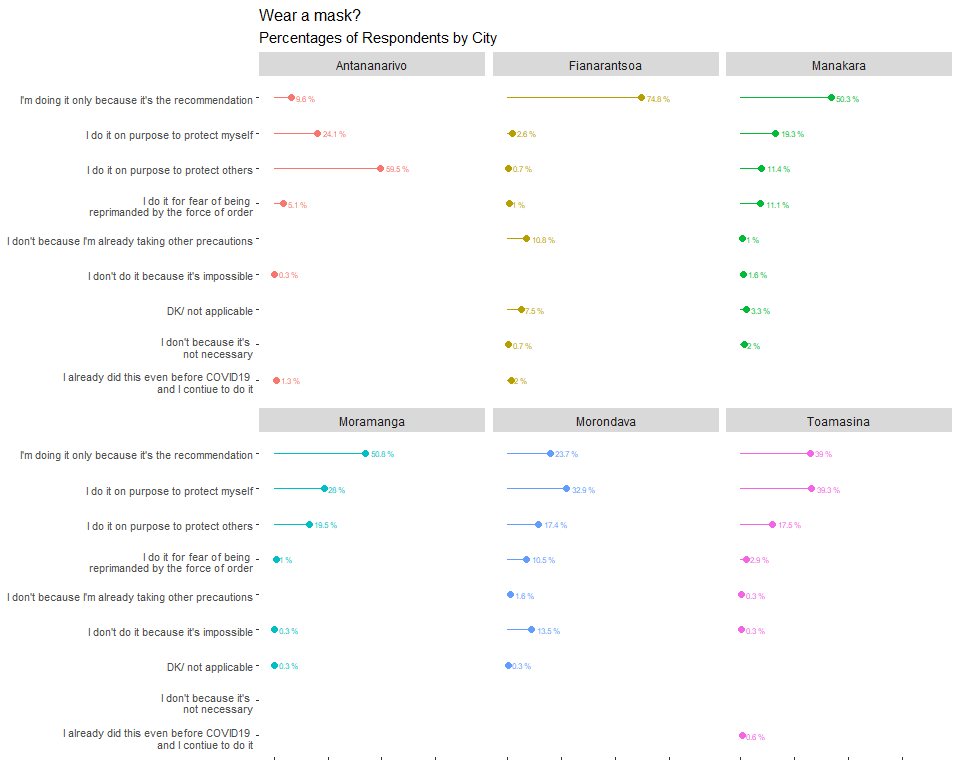 Wear a mask?
Percentages of Respondents by City
Antananarivo
Fianarantsoa
Manakara
I'm doing it only because it's the recommendation
9.6 %
74.8 %
50.3 %
I do it on purpose to protect myself
24.1 %
2.6 %
19.3 %
I do it on purpose to protect others
59.5 %
0.7 %
11.4 %
I do it for fear of being
reprimanded by the force of order
5.1 %
1 %
11.1 %
I don't because I'm already taking other precautions
10.8 %
1 %
I don't do it because it's impossible
0.3 %
1.6 %
DK/ not applicable
7.5 %
3.3 %
I don't because it's
not necessary
0.7 %
2 %
I already did this even before COVID19
and I contiue to do it
1.3 %
2 %
Moramanga
Morondava
Toamasina
I'm doing it only because it's the recommendation
50.8 %
23.7 %
39 %
I do it on purpose to protect myself
28 %
32.9 %
39.3 %
I do it on purpose to protect others
19.5 %
17.4 %
17.5 %
I do it for fear of being
reprimanded by the force of order
1 %
10.5 %
2.9 %
I don't because I'm already taking other precautions
1.6 %
0.3 %
I don't do it because it's impossible
0.3 %
13.5 %
0.3 %
DK/ not applicable
0.3 %
0.3 %
I don't because it's
not necessary
I already did this even before COVID19
and I contiue to do it
0.6 %